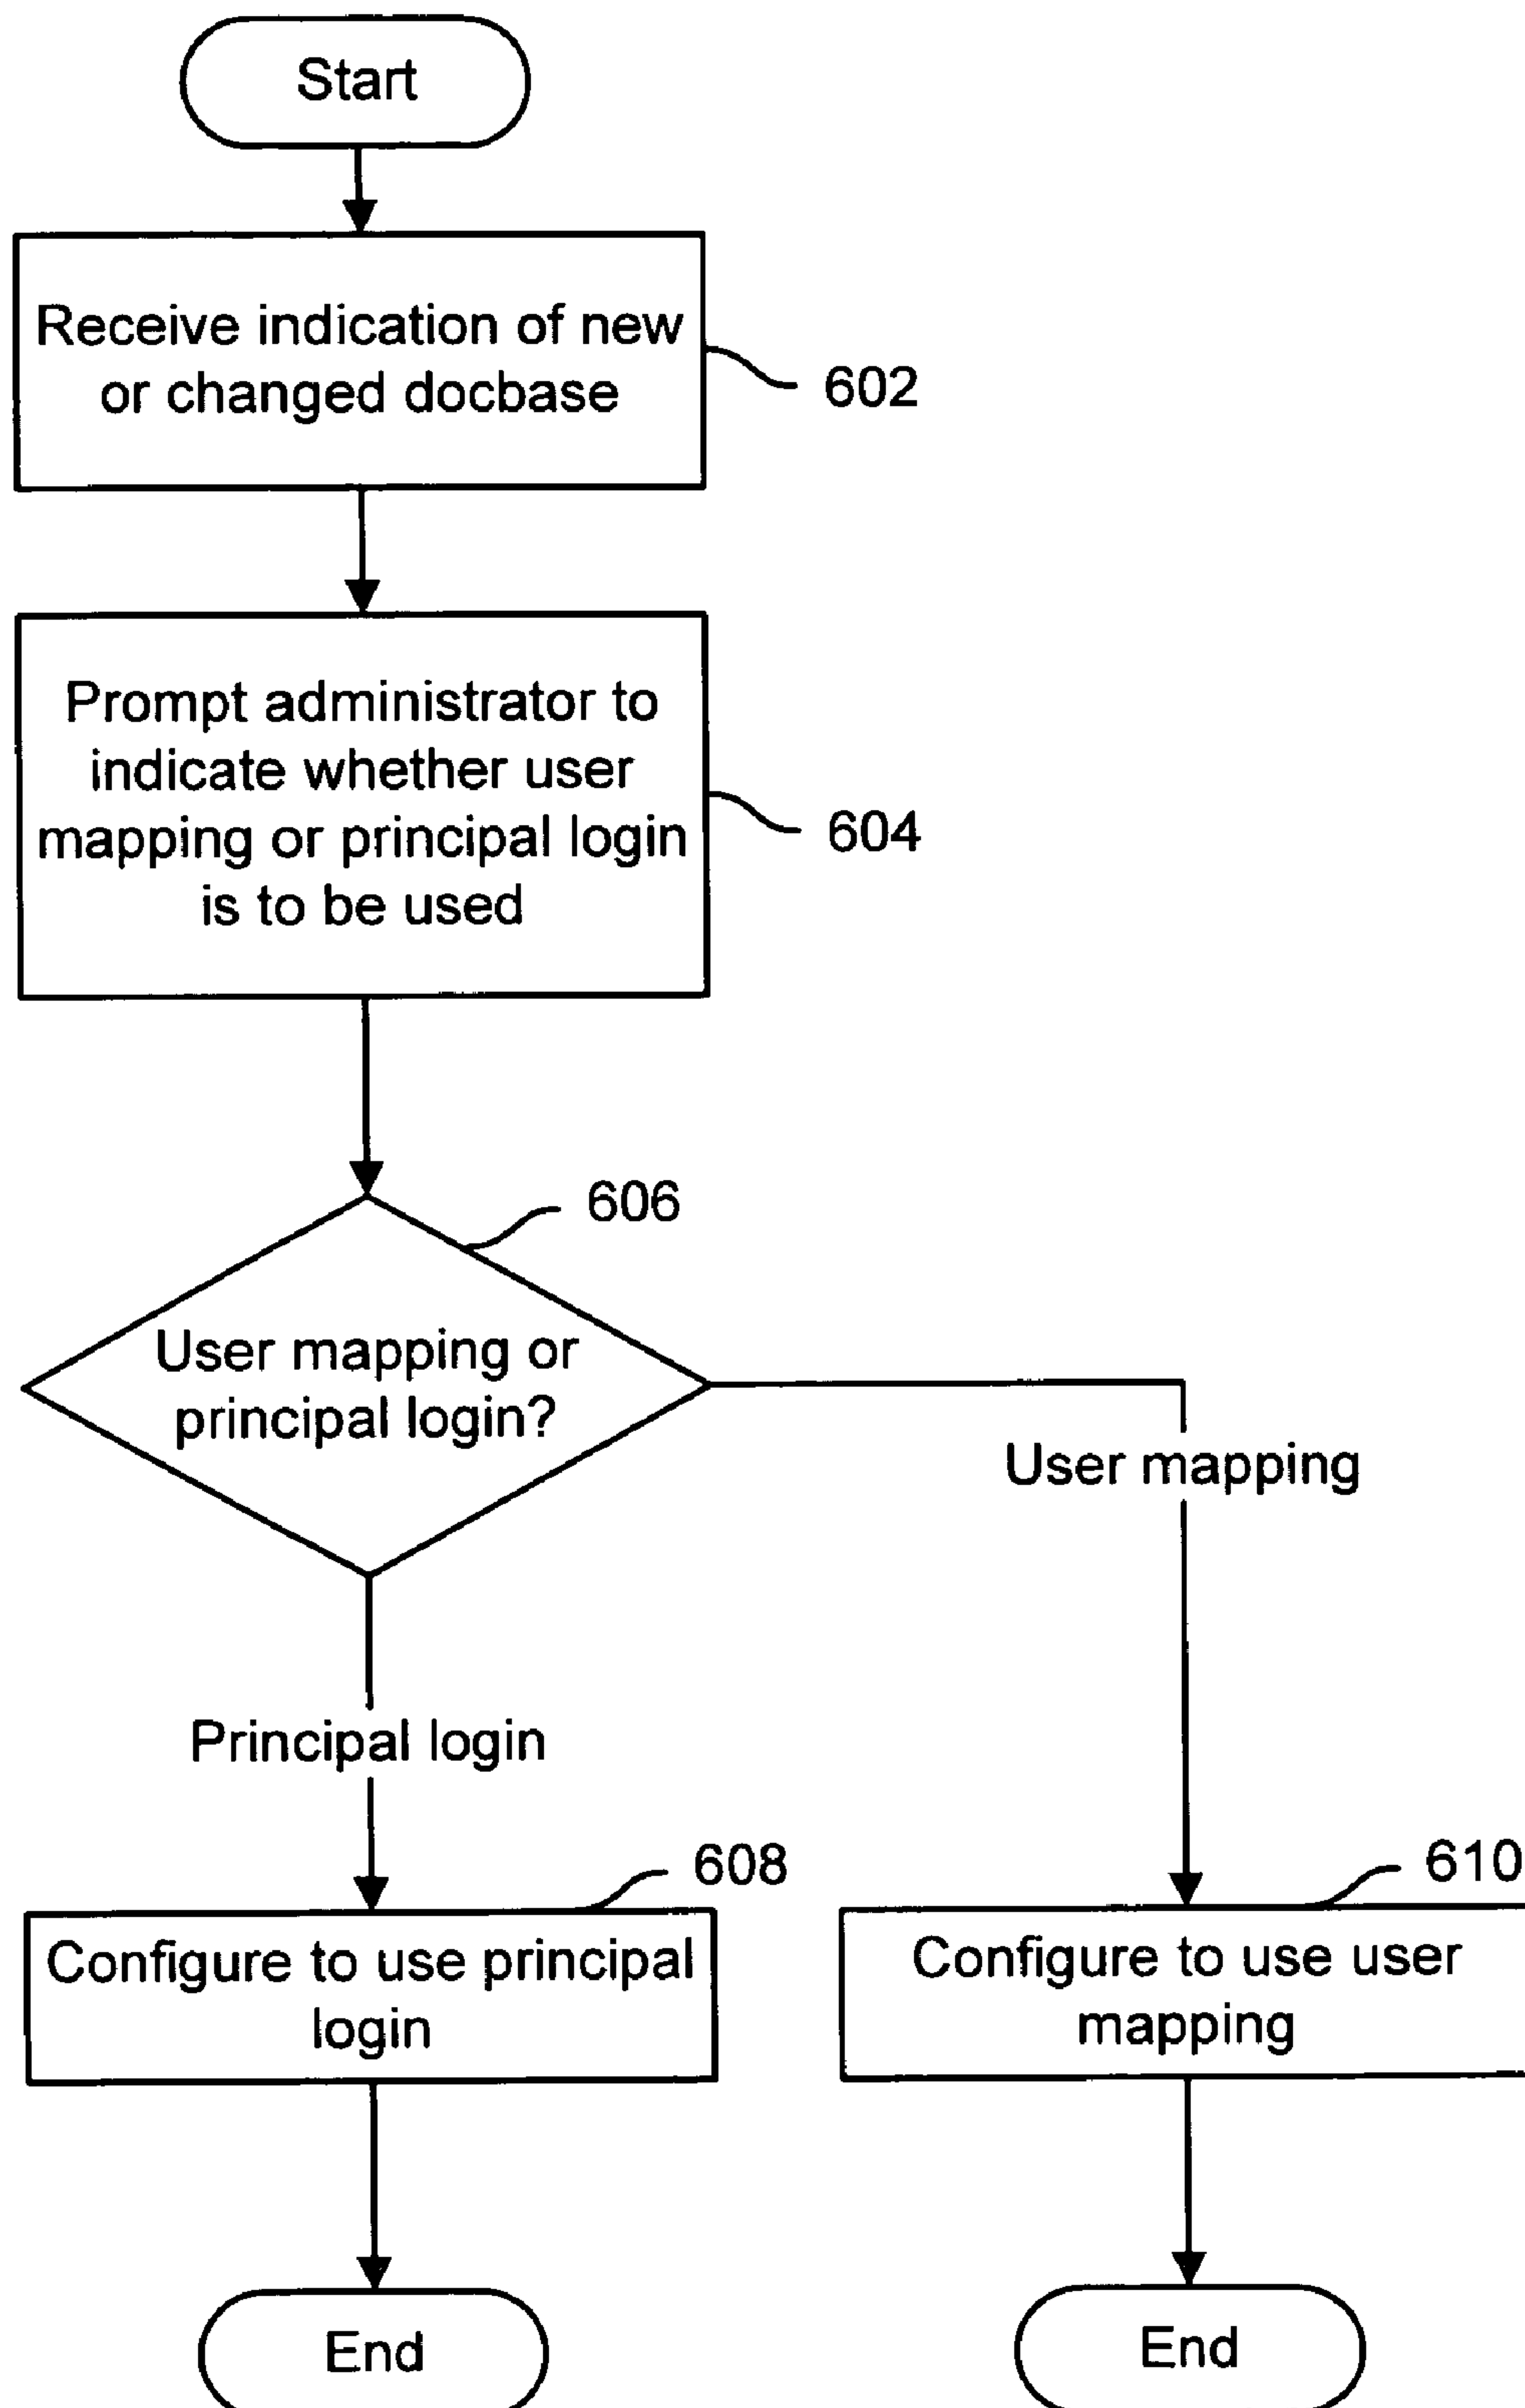 Start
Receive indication of new
or changed docbase
602
Prompt administrator to
indicate whether user
mapping or principal login
is to be used
604
606
User mapping or
principal login?
User mapping
Principal login
608
Configure to use principal
login
610
Configure to use user
mapping
End
End